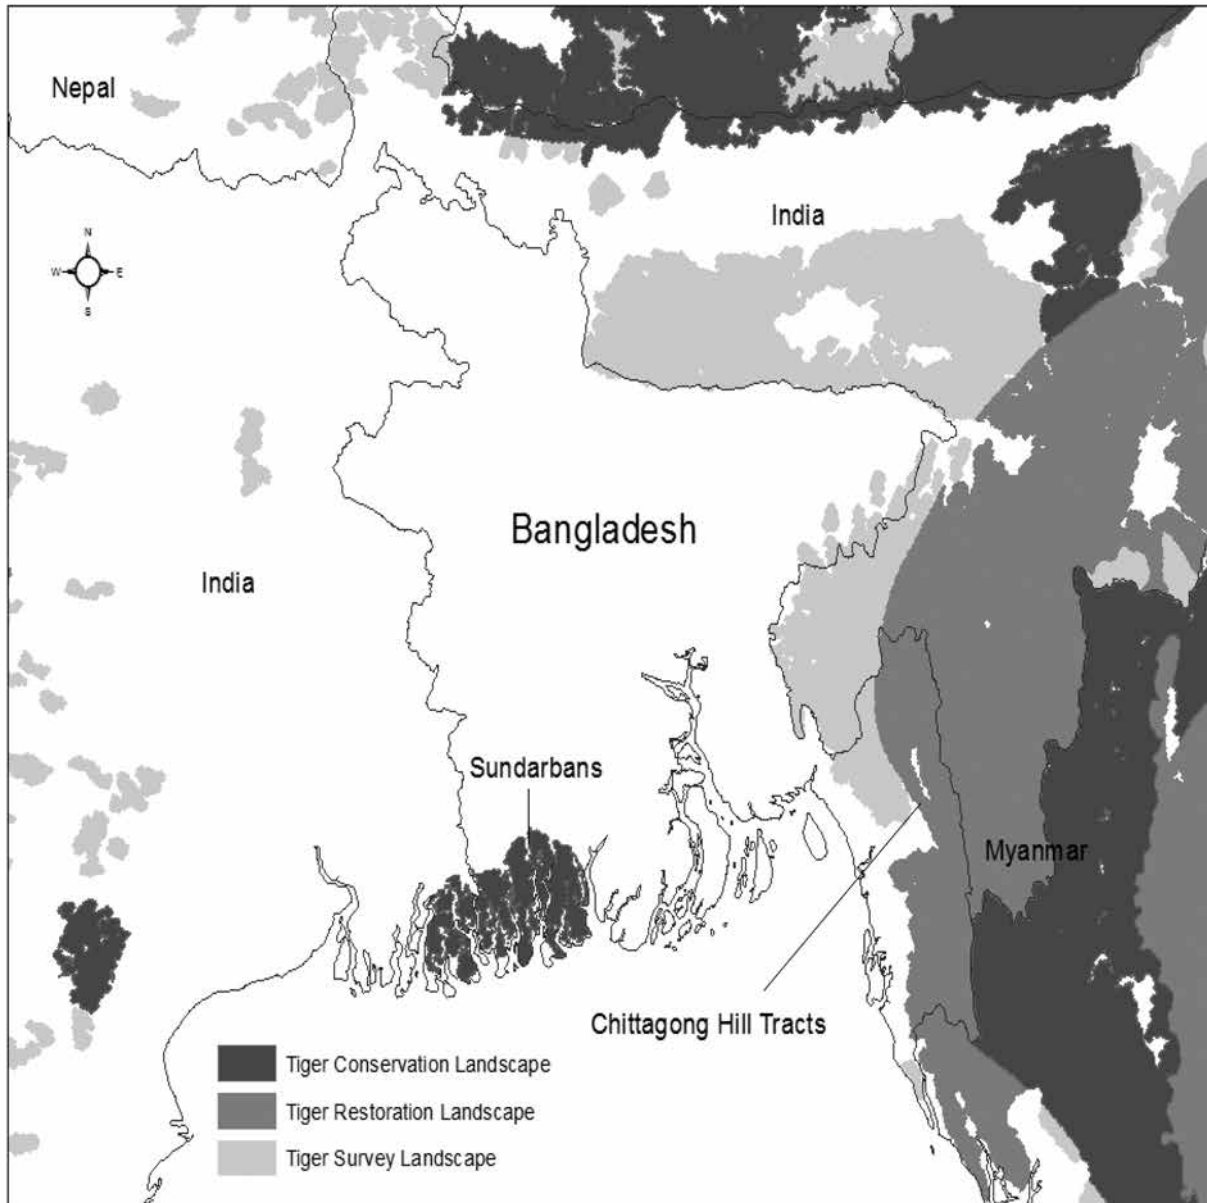 Nepal
India
N
W
E
S
Bangladesh
India
Sundarbans
Myanmar
Chittagong Hill Tracts
Tiger Conservation Landscape
Tiger Restoration Landscape
Tiger Survey Landscape